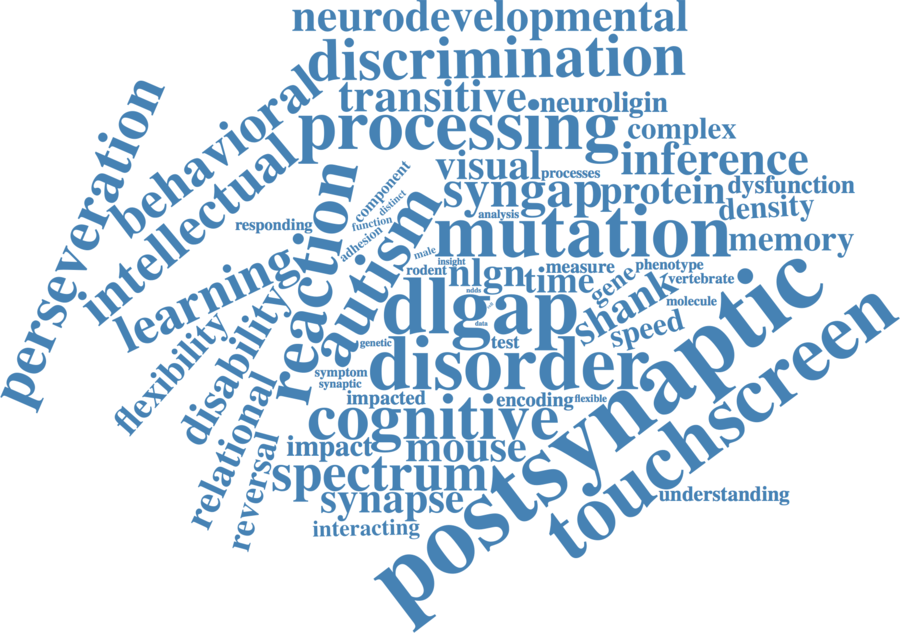 neurodevelopmental
discrimination
transitive
neuroligin
processing
complex
inference
behavioral
perseveration
intellectual
visual
processes
syngap
protein
dysfunction
density
component
distinct
function
adhesion
analysis
responding
mutation
memory
reaction
autism
male
insight
rodent
nlgn
time
measure
gene
phenotype
vertebrate
learning
ndds
dlgap
data
shank
molecule
speed
flexibility
disability
genetic
test
disorder
symptom
synaptic
impacted
encoding
flexible
postsynaptic
touchscreen
relational
cognitive
reversal
impact
mouse
spectrum
synapse
understanding
interacting